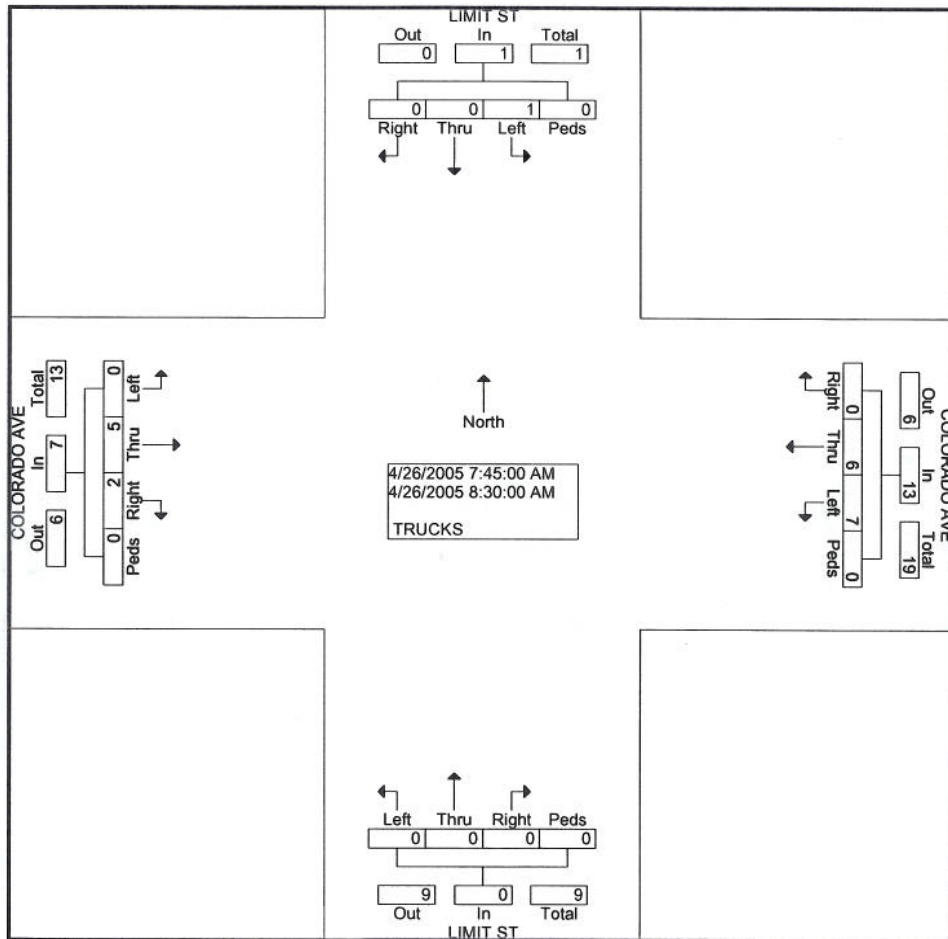 LIMIT ST
Out In Total
0 1 1
0 0 1 0
Right Thru Left Peds
COLORADO AVE
Total In Out
13 7 6
0 5 2 0
Left Thru Right Peds
North
4/26/2005 7:45:00 AM
4/26/2005 8:30:00 AM
TRUCKS
Right Thru Left Peds
0 6 7 0
6 13 19
Out In Total
COLORADO AVE
Left Thru Right Peds
0 0 0 0
9 0 9
Out In Total
LIMIT ST